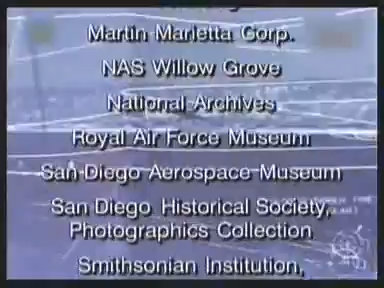 Martin Marietta Corp.
NAS Willow Grove
National Archives
Royal Air Force Museum
San Diego Aerospace Museum
San Diego Historical Society,
Photographics Collection
Smithsonian Institution,